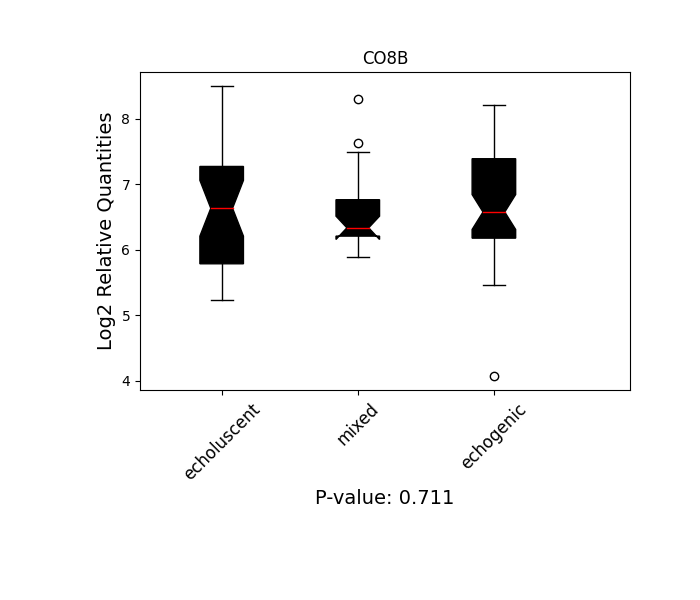 CO8B
Log2 Relative Quantities
8
7
6
5
4
echoluscent
mixed
echogenic
P-value: 0.711